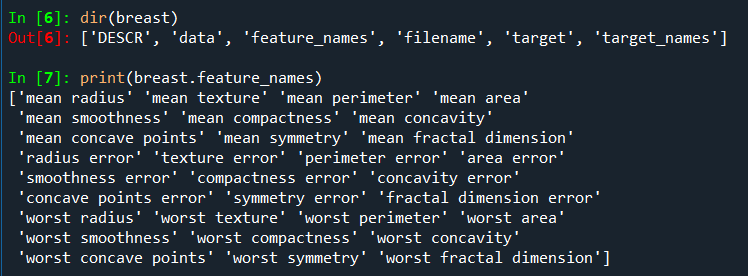 In [6]: dir(breast)
Out[6]: ['DESCR', 'data', 'feature_names', 'filename', 'target', 'target_names']
In [7]: print(breast.feature_names)
['mean radius' 'mean texture' 'mean perimeter' 'mean area'
'mean smoothness' 'mean compactness' 'mean concavity'
'mean concave points' 'mean symmetry' 'mean fractal dimension'
'radius error' 'texture error' 'perimeter error' 'area error'
'smoothness error' 'compactness error' 'concavity error'
'concave points error' 'symmetry error' 'fractal dimension error'
'worst radius' 'worst texture' 'worst perimeter' 'worst area'
'worst smoothness' 'worst compactness' 'worst concavity'
'worst concave points' 'worst symmetry' 'worst fractal dimension']